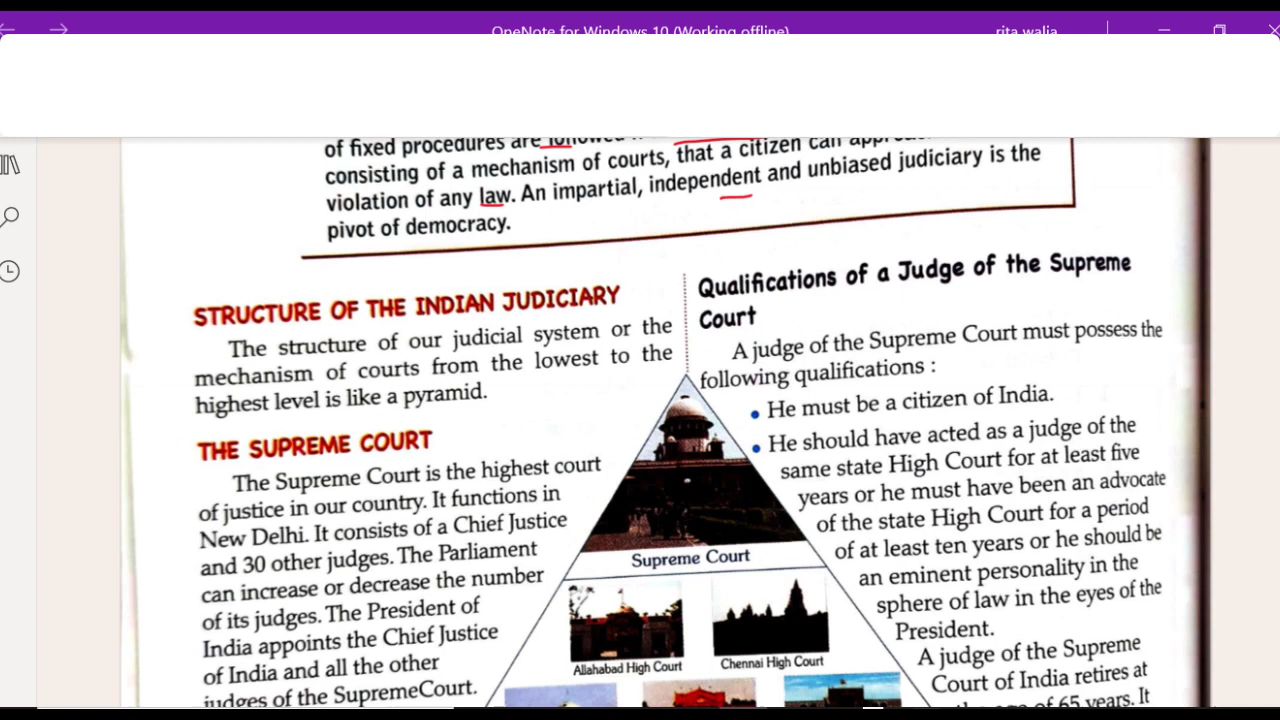 OneNote for Windows 10 (Working offline)
rita walia
of fixed procedures are followed
consisting of a mechanism of courts, that a citizen can
violation of any law. An impartial, independent and unbiased judiciary is the
pivot of democracy.
STRUCTURE OF THE INDIAN JUDICIARY
The structure of our judicial system or the
mechanism of courts from the lowest to the
highest level is like a pyramid.
THE SUPREME COURT
The Supreme Court is the highest court
of justice in our country. It functions in
New Delhi. It consists of a Chief Justice
and 30 other judges. The Parliament
can increase or decrease the number
of its judges. The President of
India appoints the Chief Justice
of India and all the other
judges of the SupremeCourt.
Qualifications of a Judge of the Supreme
Court
A judge of the Supreme Court must possess the
following qualifications :
• He must be a citizen of India.
• He should have acted as a judge of the
same state High Court for at least five
years or he must have been an advocate
of the state High Court for a period
of at least ten years or he should be
an eminent personality in the
sphere of law in the eyes of the
President.
A judge of the Supreme
Court of India retires at
the age of 65 years. It
Supreme Court
Allahabad High Court
Chennai High Court